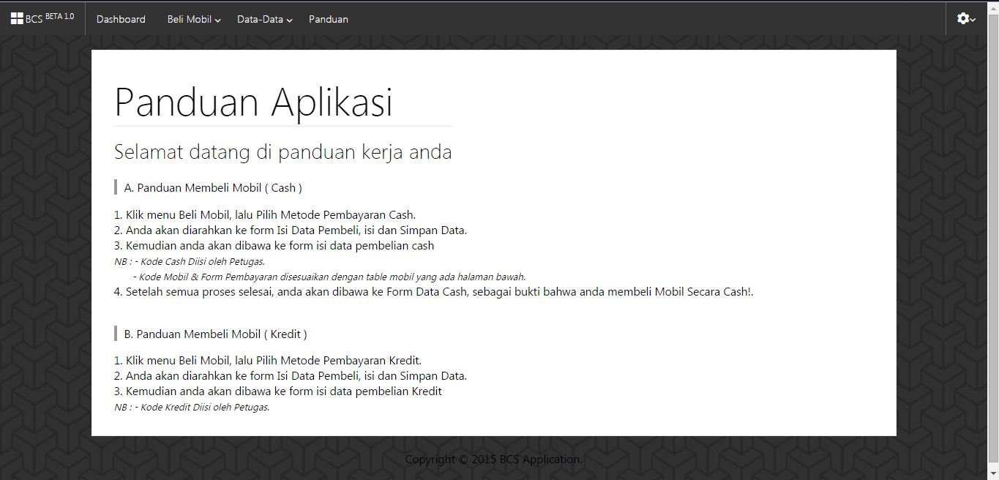 BCS BETA 1.0 Dashboard Beli Mobil Data-Data Panduan
Panduan Aplikasi
Selamat datang di panduan kerja anda
A. Panduan Membeli Mobil ( Cash )
1. Klik menu Beli Mobil, lalu Pilih Metode Pembayaran Cash.
2. Anda akan diarahkan ke form Isi Data Pembeli, isi dan Simpan Data.
3. Kemudian anda akan dibawa ke form isi data pembelian cash
NB : - Kode Cash Diisi oleh Petugas.
- Kode Mobil & Form Pembayaran disesuaikan dengan table mobil yang ada halaman bawah.
4. Setelah semua proses selesai, anda akan dibawa ke Form Data Cash, sebagai bukti bahwa anda membeli Mobil Secara Cash!.
B. Panduan Membeli Mobil ( Kredit )
1. Klik menu Beli Mobil, lalu Pilih Metode Pembayaran Kredit.
2. Anda akan diarahkan ke form Isi Data Pembeli, isi dan Simpan Data.
3. Kemudian anda akan dibawa ke form isi data pembelian Kredit
NB : - Kode Kredit Diisi oleh Petugas.
Copyright © 2015 BCS Application.